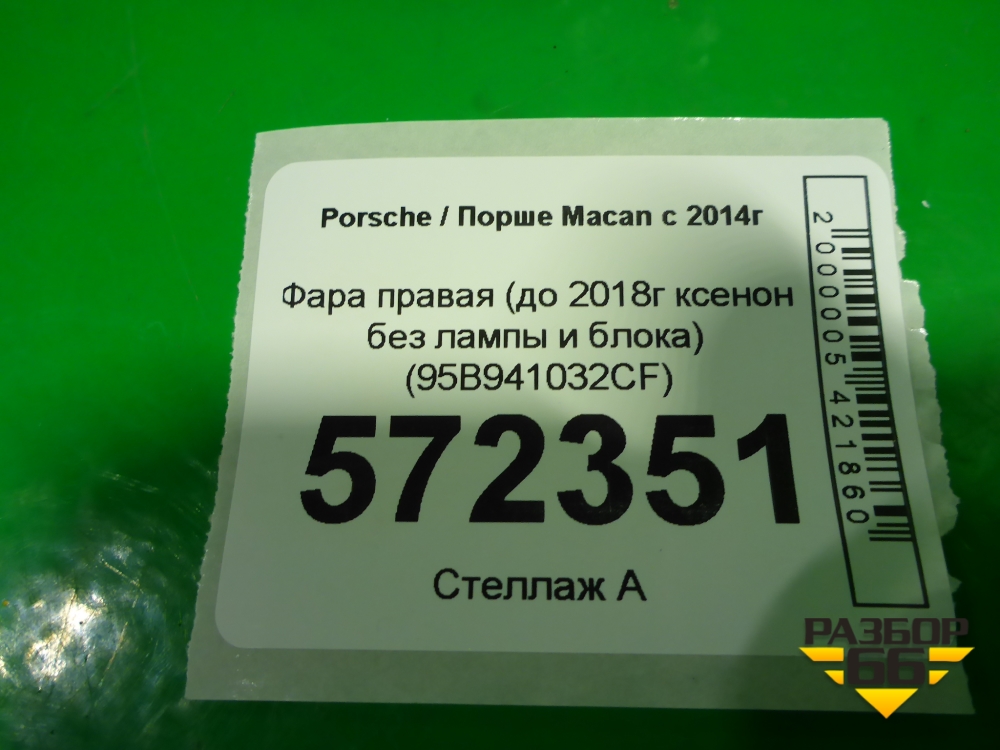 Porsche / Порше Macan с 2014г
Фара правая (до 2018г ксенон
без лампы и блока)
(95B941032CF)
572351
Стеллаж А
2 000005 421860
РАЗБОР
66